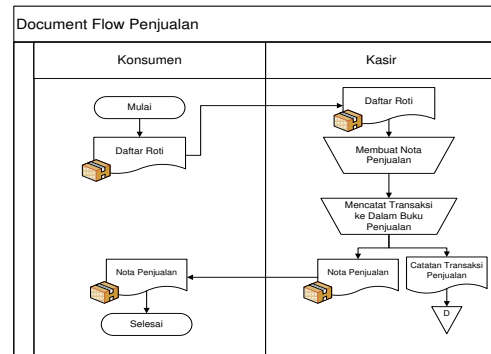 Document Flow Penjualan
Konsumen
Kasir
Mulai
Daftar Roti
Daftar Roti
Membuat Nota
Penjualan
Mencatat Transaksi
ke Dalam Buku
Penjualan
Nota Penjualan
Nota Penjualan
Catatan Transaksi
Penjualan
Selesai
D